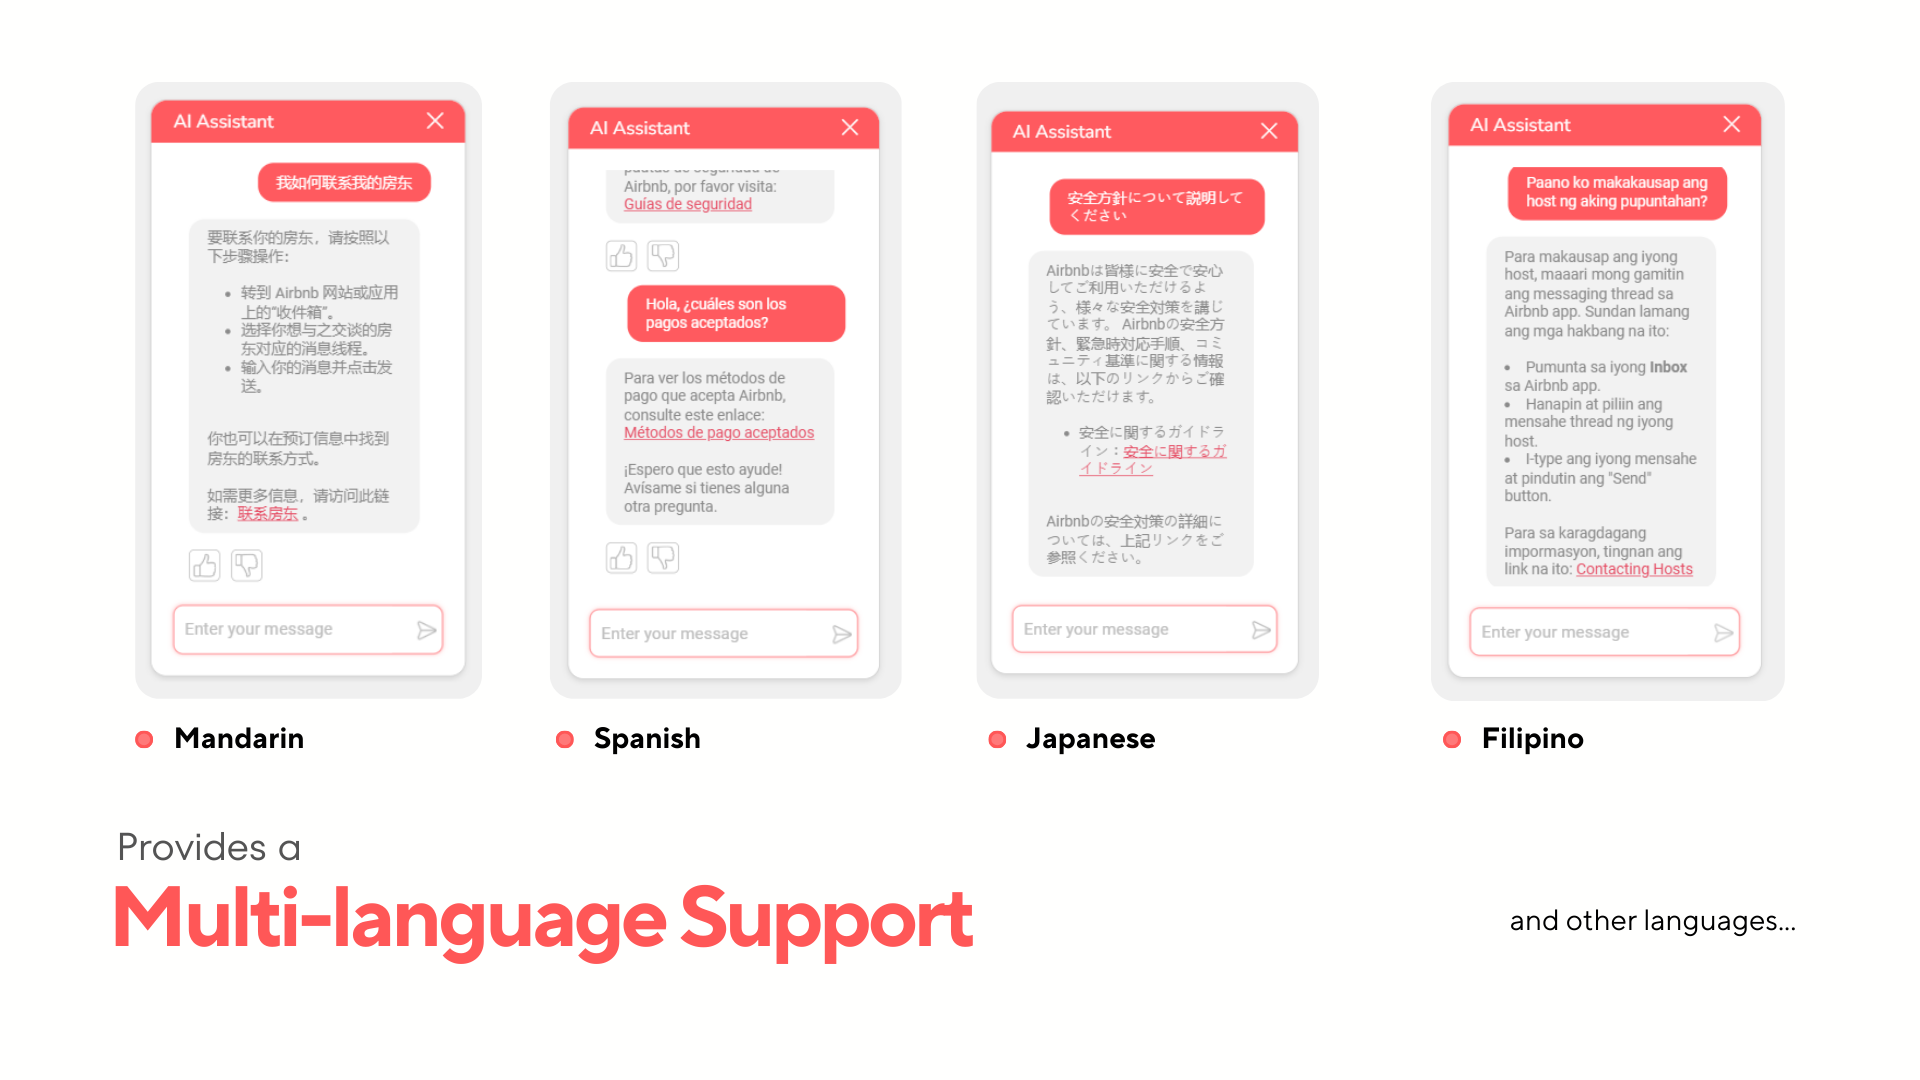 AI Assistant
我如何联系我的房东
要联系你的房东，请按照以
下步骤操作：
• 转到 Airbnb 网站或应用
上的“收件箱”。
• 选择你想与之交谈的房
东对应的消息线程。
• 输入你的消息并点击发
送。
你也可以在预订信息中找到
房东的联系方式。
如需更多信息，请访问此链
接：联系房东 。
Enter your message
Mandarin
AI Assistant
pautas de seguridad de
Airbnb, por favor visita:
Guías de seguridad
Hola, ¿cuáles son los
pagos aceptados?
Para ver los métodos de
pago que acepta Airbnb,
consulte este enlace:
Métodos de pago aceptados
¡Espero que esto ayude!
Avísame si tienes alguna
otra pregunta.
Enter your message
Spanish
AI Assistant
安全方針について説明して
ください
Airbnbは皆様に安全で安心
してご利用いただけるよ
う、様々な安全対策を講じ
ています。 Airbnbの安全方
針、緊急時対応手順、コミ
ュニティ基準に関する情報
は、以下のリンクからご確
認いただけます。
• 安全に関するガイドラ
イン：安全に関するガ
イドライン
Airbnbの安全対策の詳細に
ついては、上記リンクをご
参照ください。
Enter your message
Japanese
AI Assistant
Paano ko makakausap ang
host ng aking pupuntahan?
Para makausap ang iyong
host, maaari mong gamitin
ang messaging thread sa
Airbnb app. Sundan lamang
ang mga hakbang na ito:
• Pumunta sa iyong Inbox
sa Airbnb app.
• Hanapin at piliin ang
mensahe thread ng iyong
host.
• I-type ang iyong mensahe
at pindutin ang "Send"
button.
Para sa karagdagang
impormasyon, tingnan ang
link na ito: Contacting Hosts
Enter your message
Filipino
Provides a
Multi-language Support
and other languages...